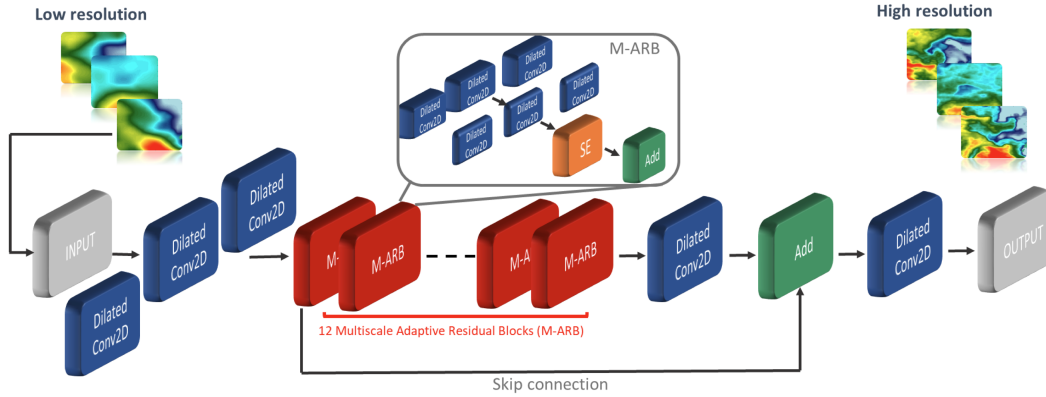 Low resolution
High resolution
M-ARB
Dilated
Conv2D
Dilated
Conv2D
Dilated
Conv2D
Dilated
Conv2D
Dilated
Conv2D
Dilated
Conv2D
SE
Add
INPUT
Dilated
Conv2D
Dilated
Conv2D
Dilated
Conv2D
M-
M-ARB
M-AR
M-ARB
Dilated
Conv2D
Add
Dilated
Conv2D
OUTPUT
12 Multiscale Adaptive Residual Blocks (M-ARB)
Skip connection